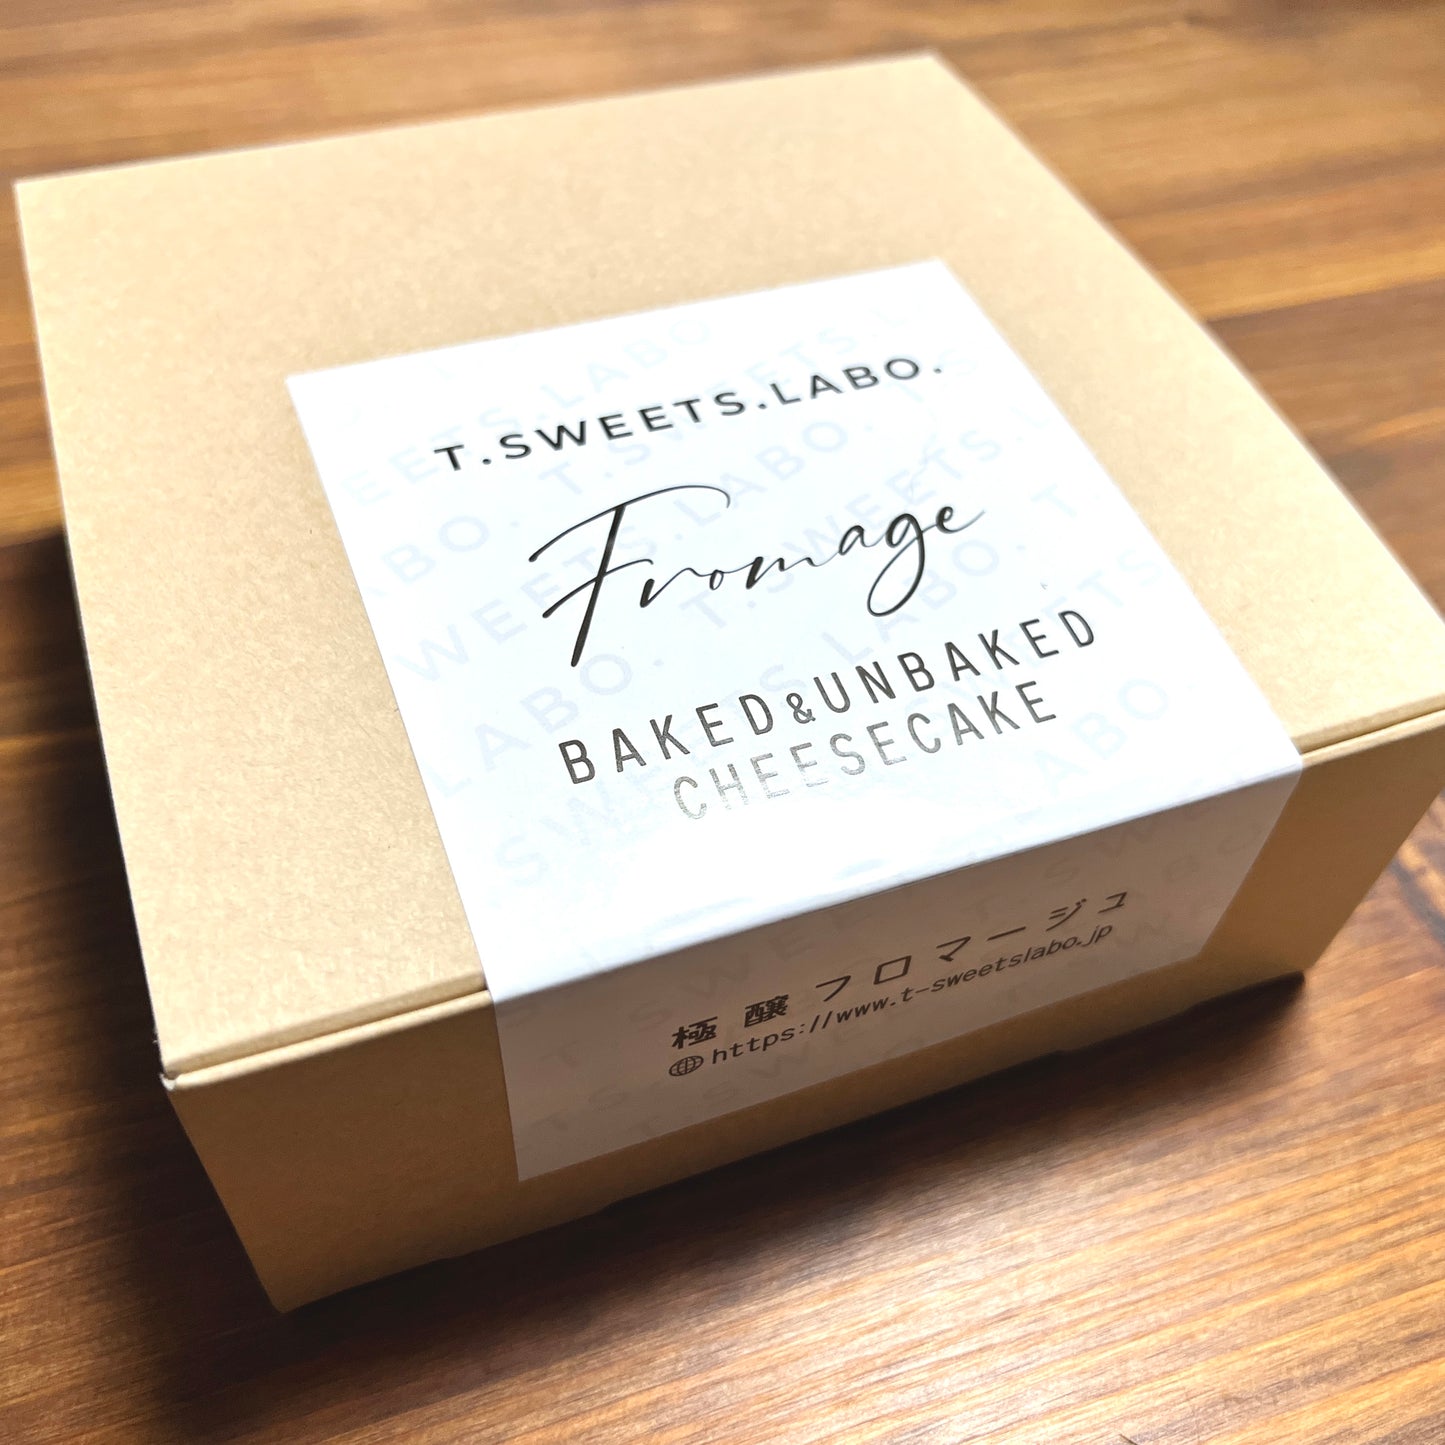 T.SWEETS.LABO.
Fromage
BAKED&UNBAKED
CHEESECAKE
極醸フロマージュ
https://www.t-sweetslabo.jp